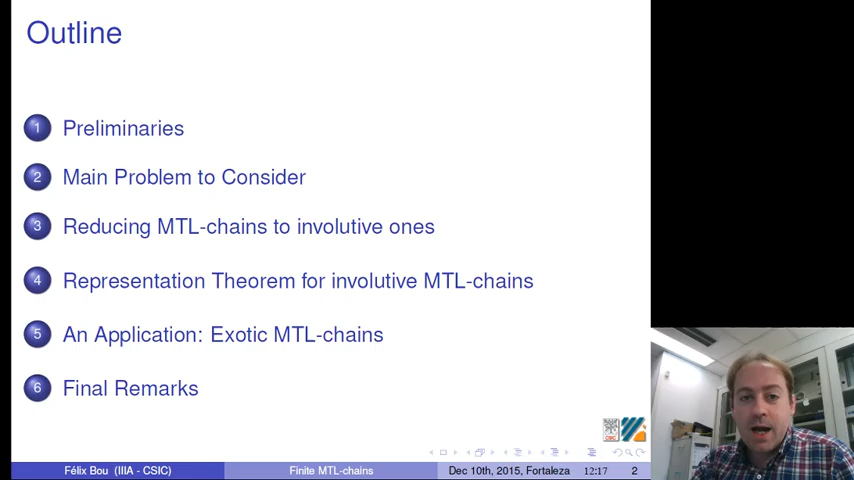 Outline
1 Preliminaries
2 Main Problem to Consider
3 Reducing MTL-chains to involutive ones
4 Representation Theorem for involutive MTL-chains
5 An Application: Exotic MTL-chains
6 Final Remarks
CSIC
Félix Bou (IIIA - CSIC) Finite MTL-chains Dec 10th, 2015, Fortaleza 12:17 2